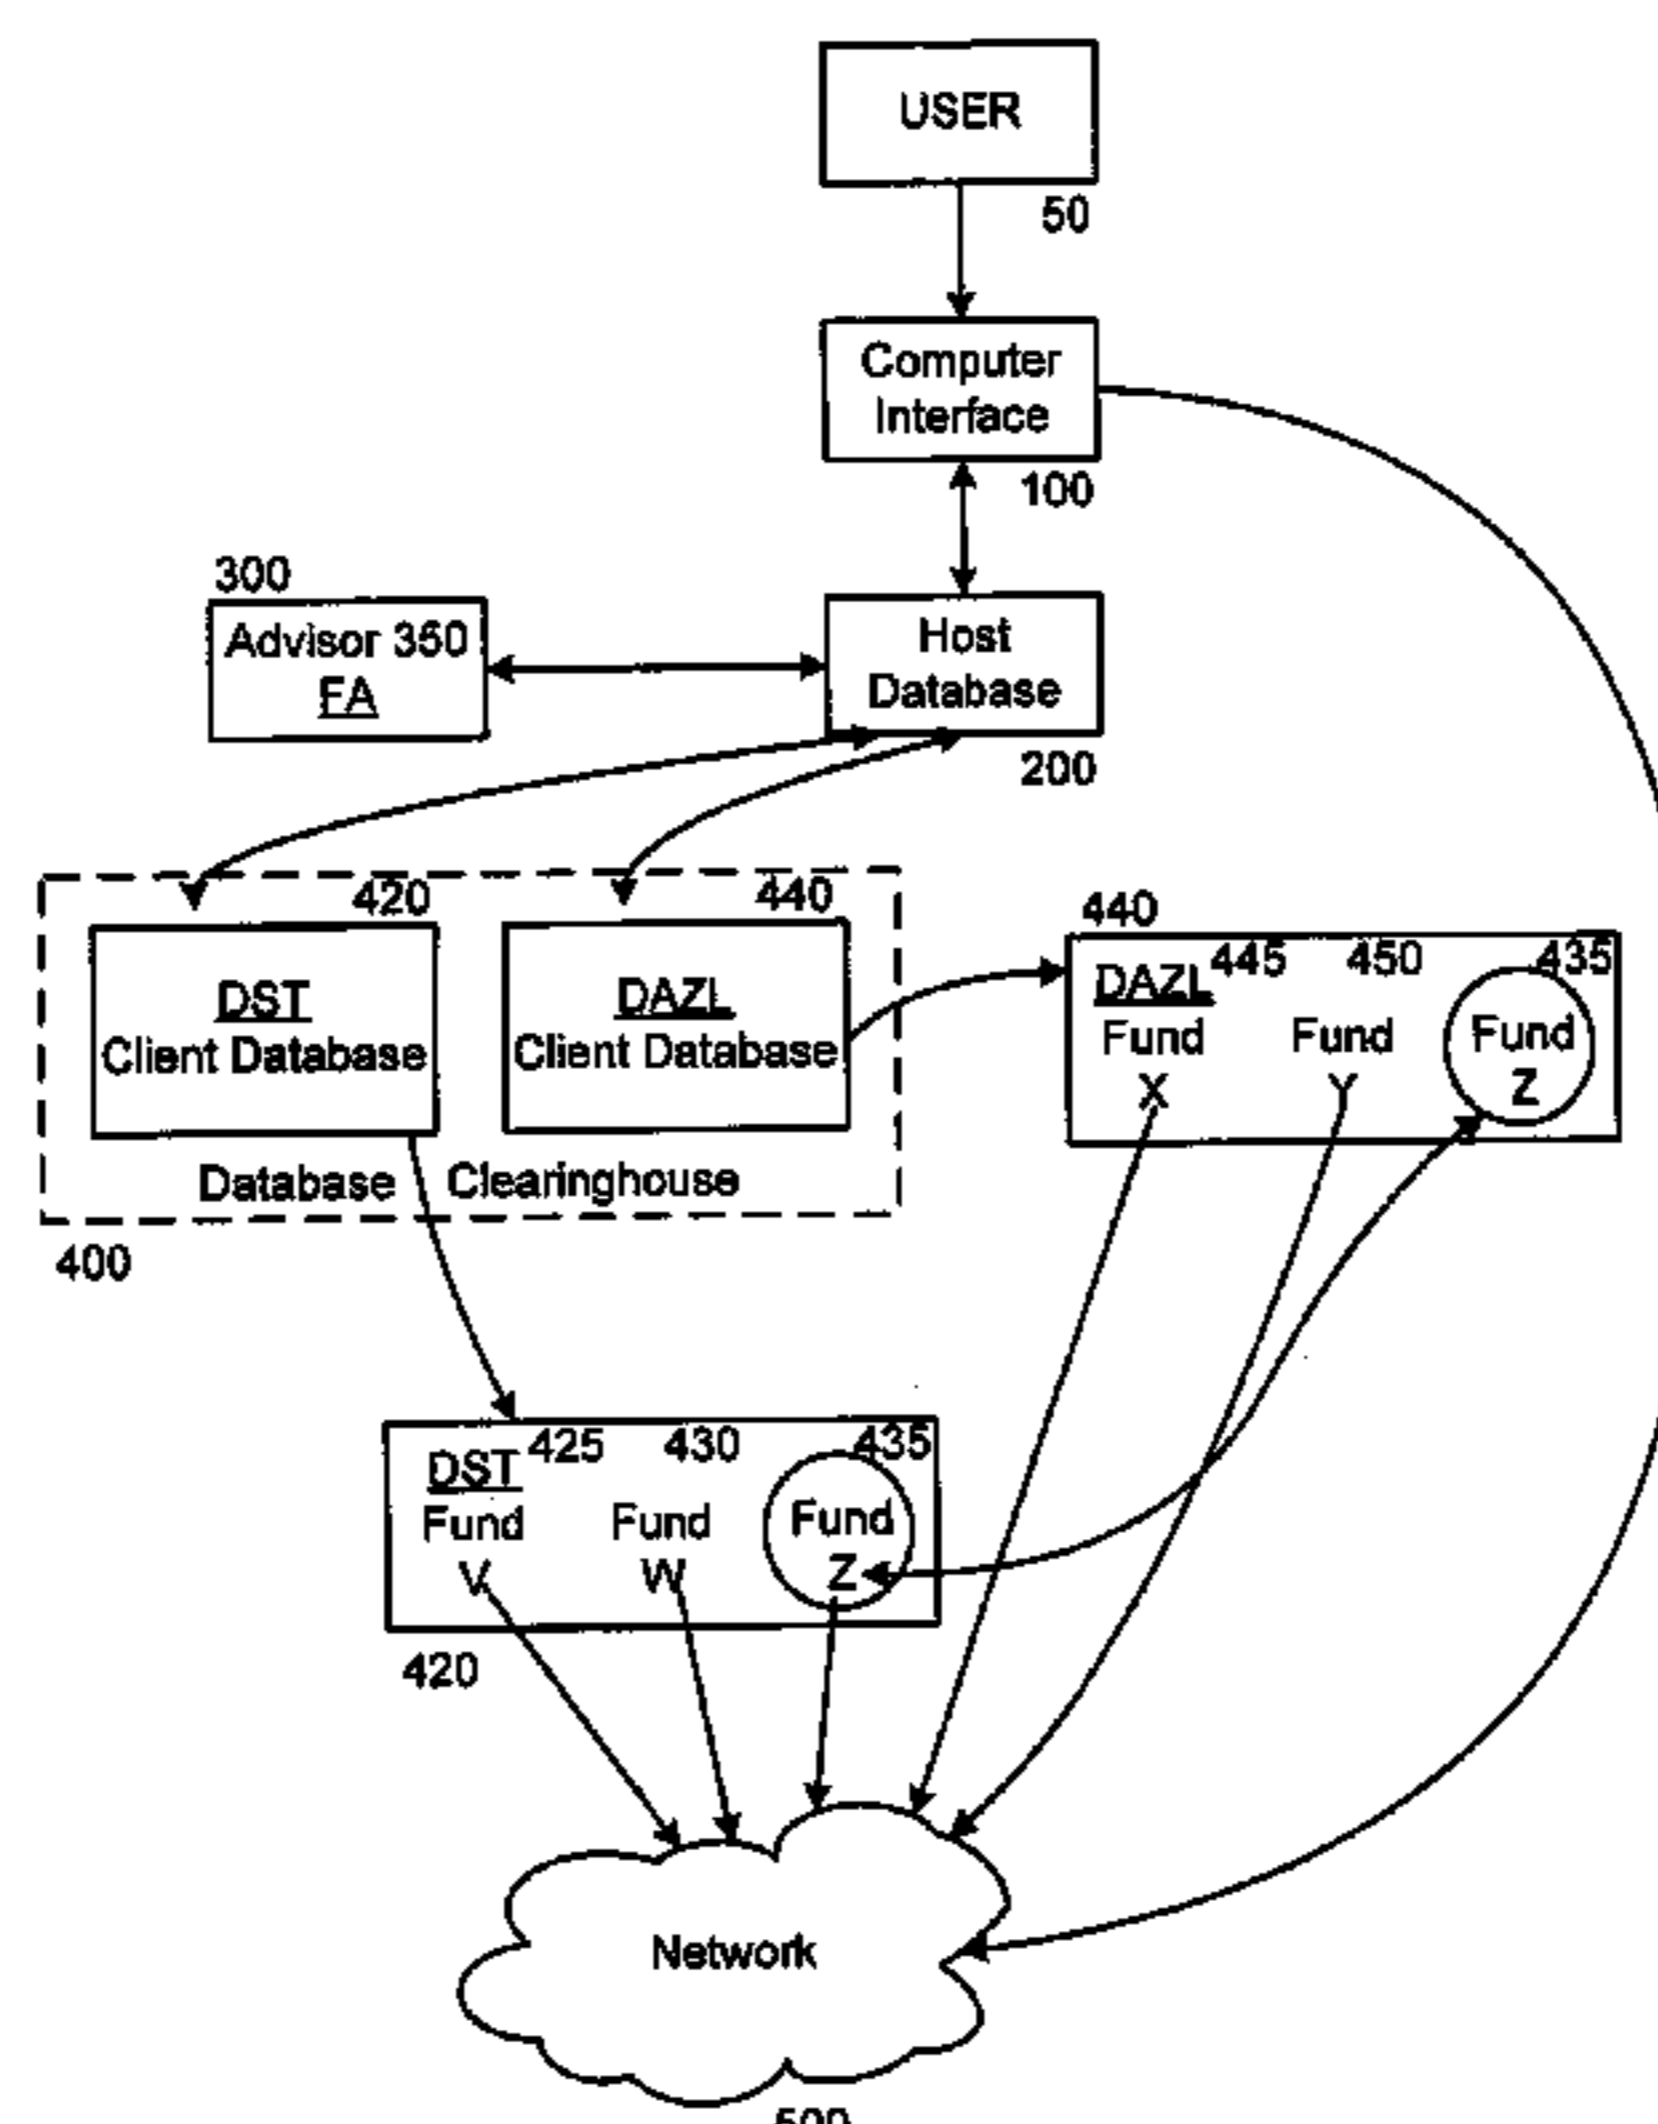 USER
50
Computer
Interface
100
300
Advisor 350
FA
Host
Database
200
420
440
DST
Client Database
DAZL
Client Database
Database Clearinghouse
400
440
445
450
435
DAZL
Fund
X
Fund
Y
Fund
Z
425
430
435
DST
Fund
V
Fund
W
Fund
Z
420
Network
500